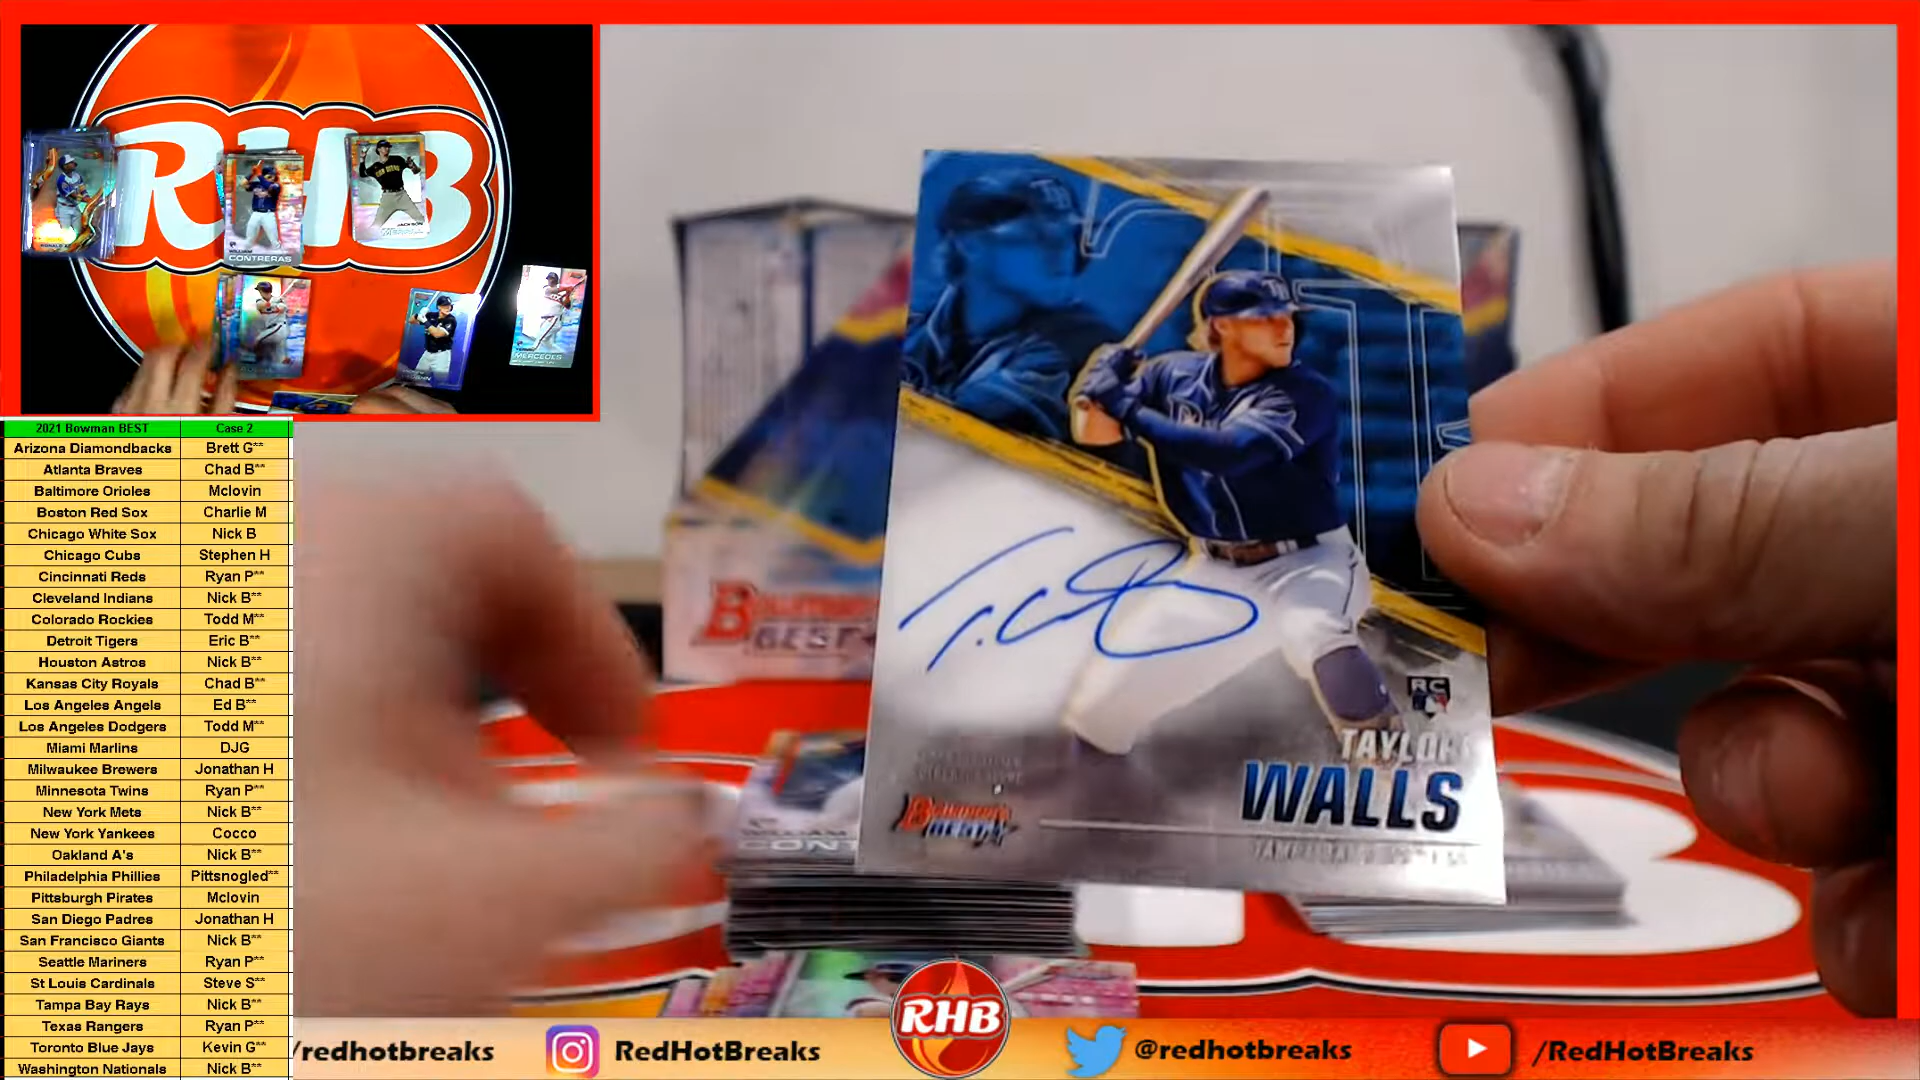 RHB
CONTRERAS
MERCEDES
2021 Bowman BEST Case 2
Arizona Diamondbacks Brett G**
Atlanta Braves Chad B**
Baltimore Orioles Mclovin
Boston Red Sox Charlie M
Chicago White Sox Nick B
Chicago Cubs Stephen H
Cincinnati Reds Ryan P**
Cleveland Indians Nick B**
Colorado Rockies Todd M**
Detroit Tigers Eric B**
Houston Astros Nick B**
Kansas City Royals Chad B**
Los Angeles Angels Ed B**
Los Angeles Dodgers Todd M**
Miami Marlins DJG
Milwaukee Brewers Jonathan H
Minnesota Twins Ryan P**
New York Mets Nick B**
New York Yankees Cocco
Oakland A's Nick B**
Philadelphia Phillies Pittsnogled**
Pittsburgh Pirates Mclovin
San Diego Padres Jonathan H
San Francisco Giants Nick B**
Seattle Mariners Ryan P**
St Louis Cardinals Steve S**
Tampa Bay Rays Nick B**
Texas Rangers Ryan P**
Toronto Blue Jays Kevin G**
Washington Nationals Nick B**
BOWMAN'S
BEST
RC
TAYLOR
WALLS
BOWMAN'S
BEST
WILLIAM
/redhotbreaks
RedHotBreaks
RHB
@redhotbreaks
/RedHotBreaks